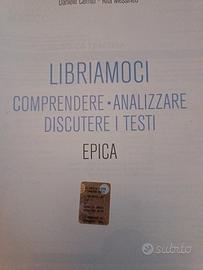 LIBRIAMOCI
COMPRENDERE • ANALIZZARE
DISCUTERE I TESTI
EPICA
subito